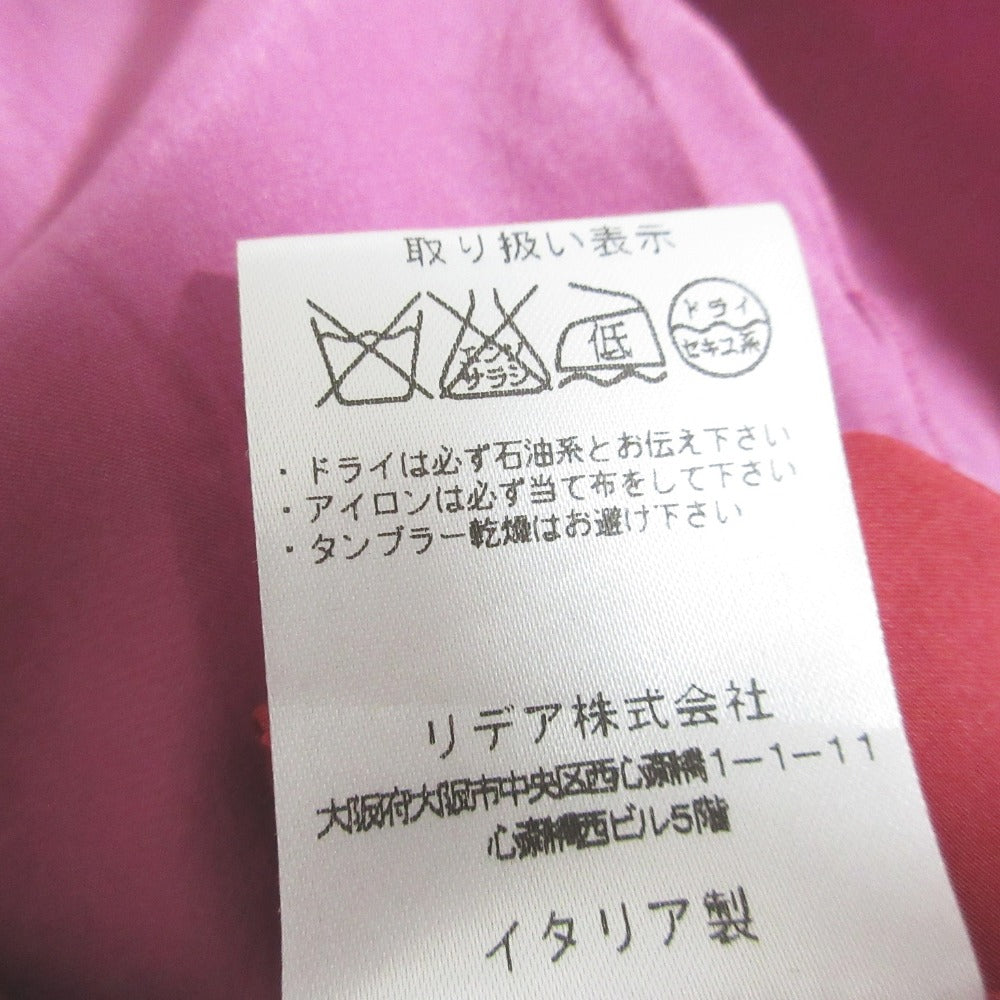 取り扱い表示
エンソ
サラシ
低
ドライ
セキユ系
・ドライは必ず石油系とお伝え下さい
・アイロンは必ず当て布をして下さい
・タンブラー乾燥はお避け下さい
リデア株式会社
大阪府大阪市中央区西心斎橋1-1-11
心斎橋西ビル5階
イタリア製